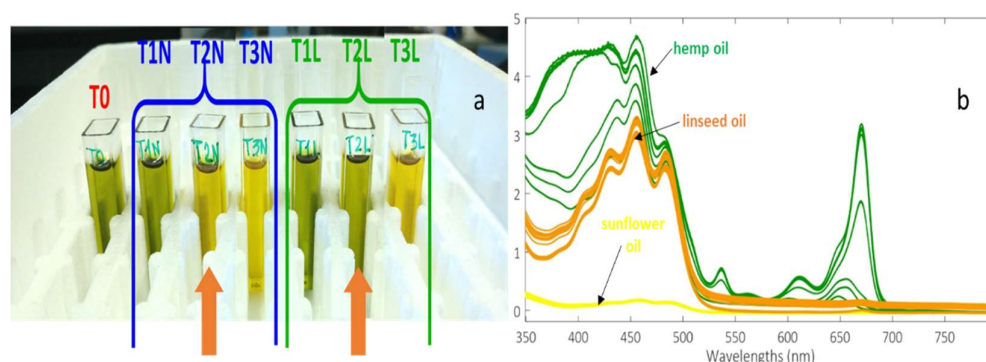 T1N T2N T3N T1L T2L T3L
T0
a
T0 T1N T2N T3N T1L T2L T3L
5
4
3
2
1
0
hemp oil
linseed oil
sunflower
oil
b
350 400 450 500 550 600 650 700 750
Wavelengths (nm)